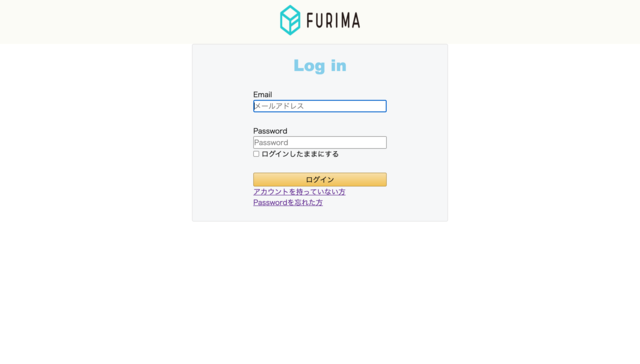 FURIMA
Log in
Email
メールアドレス
Password
Password
ログインしたままにする
ログイン
アカウントを持っていない方
Passwordを忘れた方